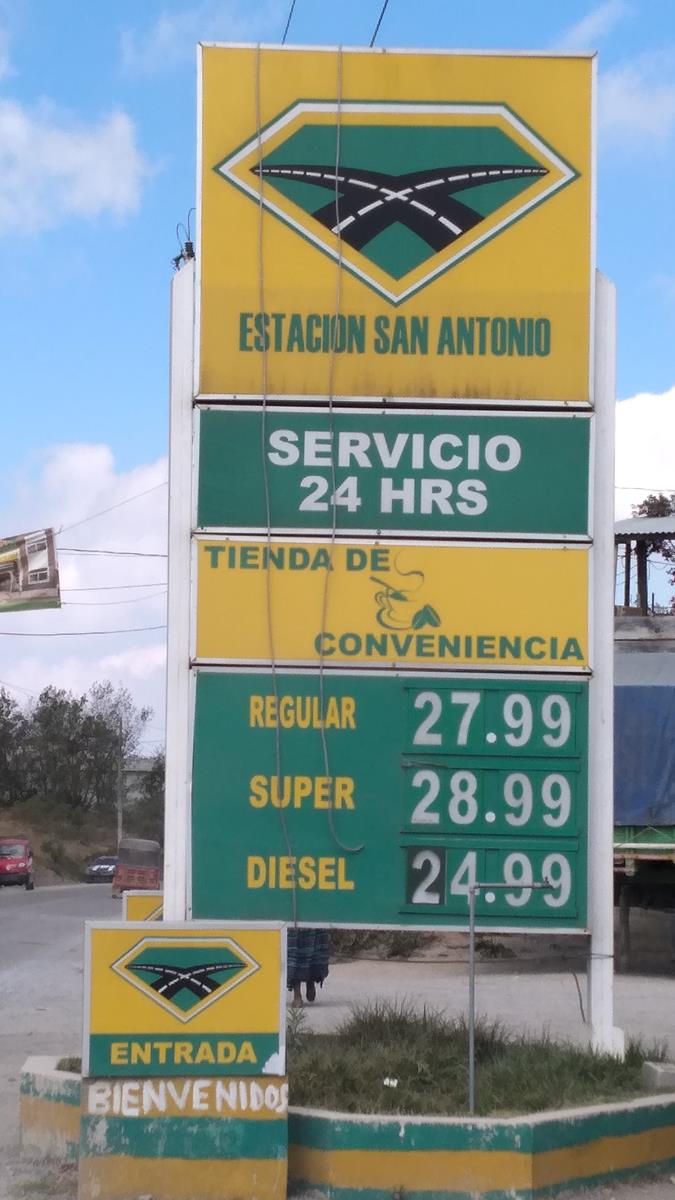 ESTACION SAN ANTONIO
SERVICIO
24 HRS
TIENDA DE
CONVENIENCIA
REGULAR 27.99
SUPER 28.99
DIESEL 24.99
ENTRADA
BIENVENIDOS